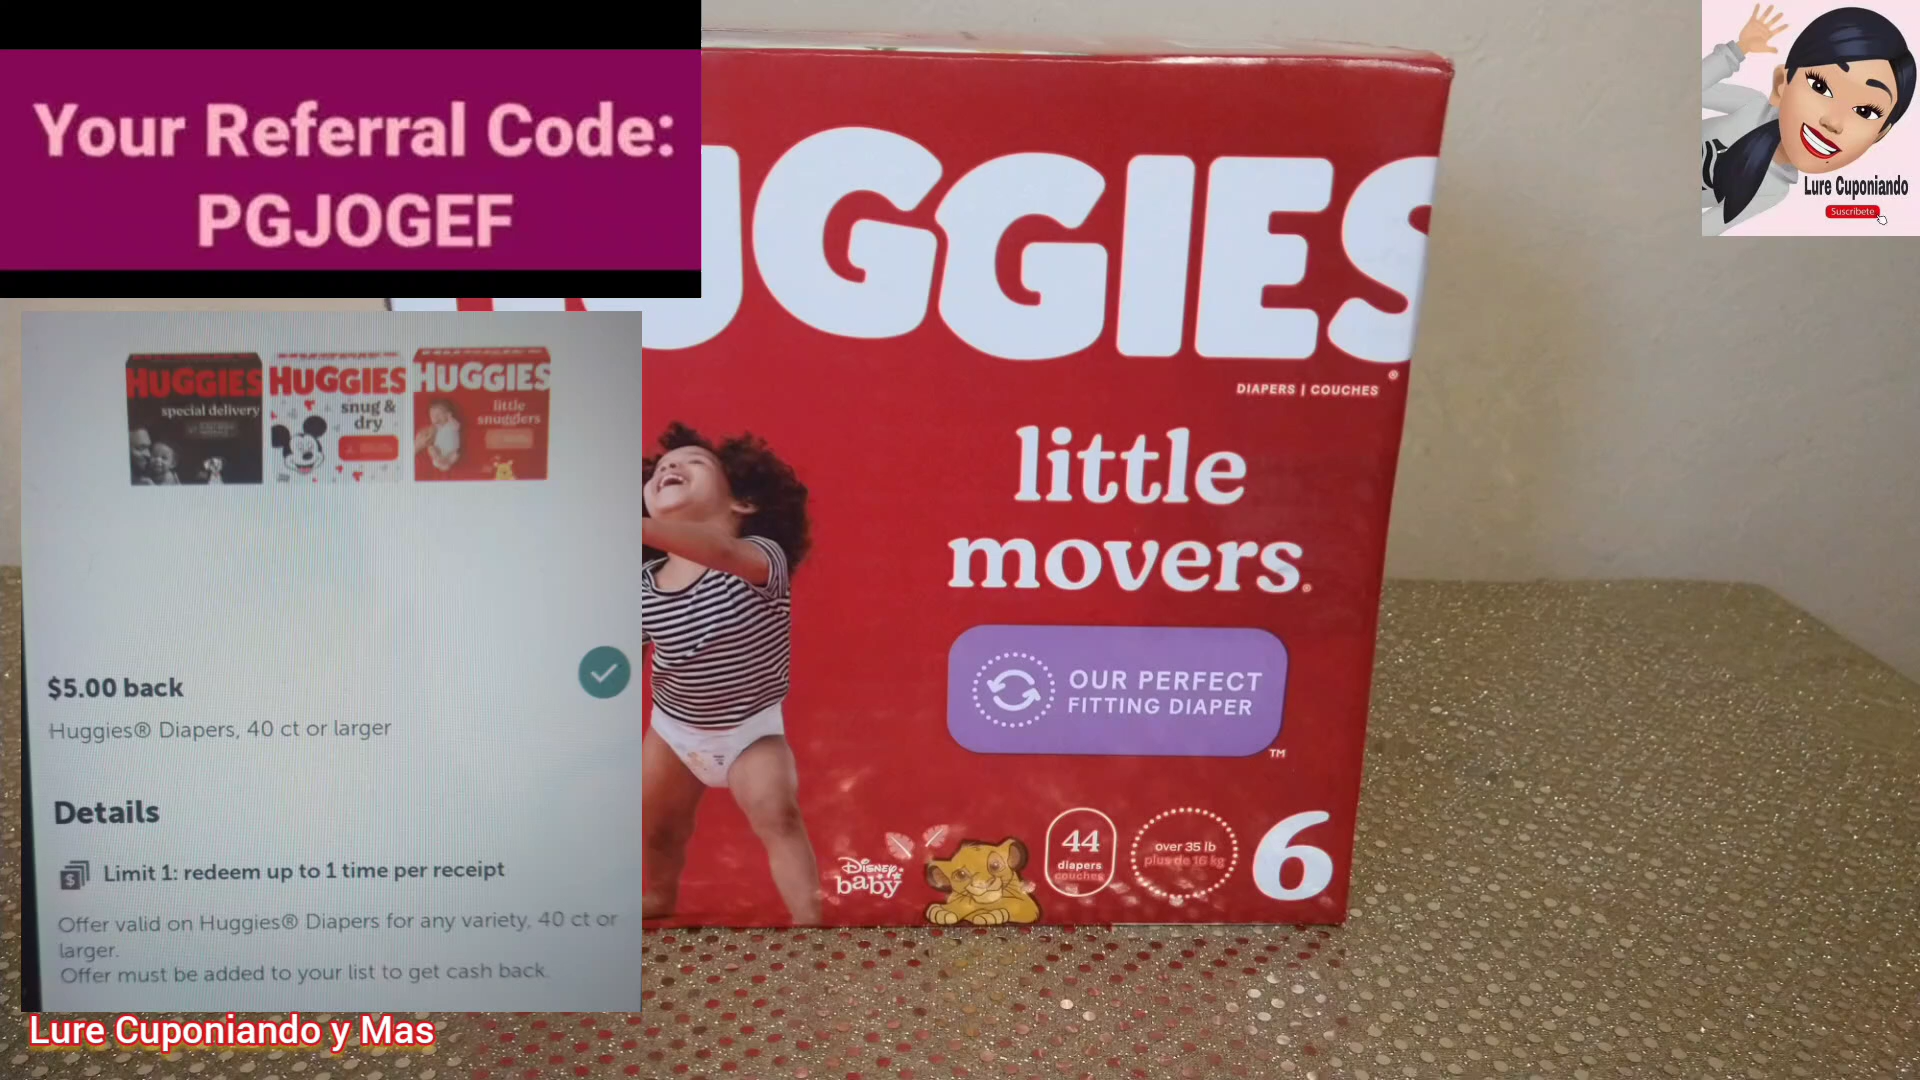 Your Referral Code:
PGJOGEF
Lure Cuponiando
Suscribete
HUGGIES
special delivery
HUGGIES
snug &
dry
HUGGIES
little
snugglers
$5.00 back
Huggies® Diapers, 40 ct or larger
Details
Limit 1: redeem up to 1 time per receipt
Offer valid on Huggies® Diapers for any variety, 40 ct or
larger.
Offer must be added to your list to get cash back.
UGGIES
®
DIAPERS | COUCHES
little
movers®
OUR PERFECT
FITTING DIAPER
TM
Disney
baby
44
diapers
couches
over 35 lb
plus de 16 kg
6
Lure Cuponiando y Mas